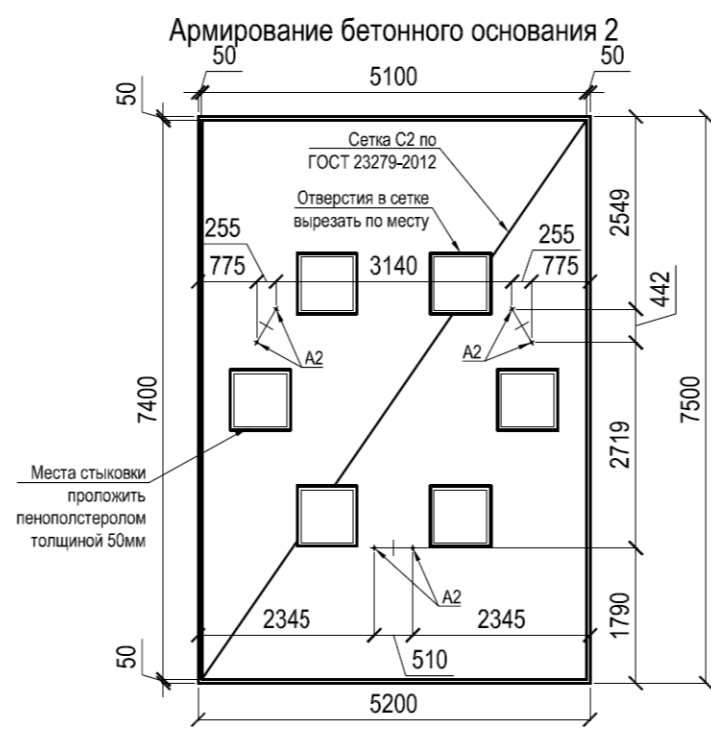 Армирование бетонного основания 2
50
5100
50
50
Сетка С2 по
ГОСТ 23279-2012
Отверстия в сетке
вырезать по месту
2549
255
775
3140
255
775
442
А2
А2
7400
2719
7500
Места стыковки
проложить
пенополстеролом
толщиной 50мм
А2
2345
2345
510
1790
50
5200